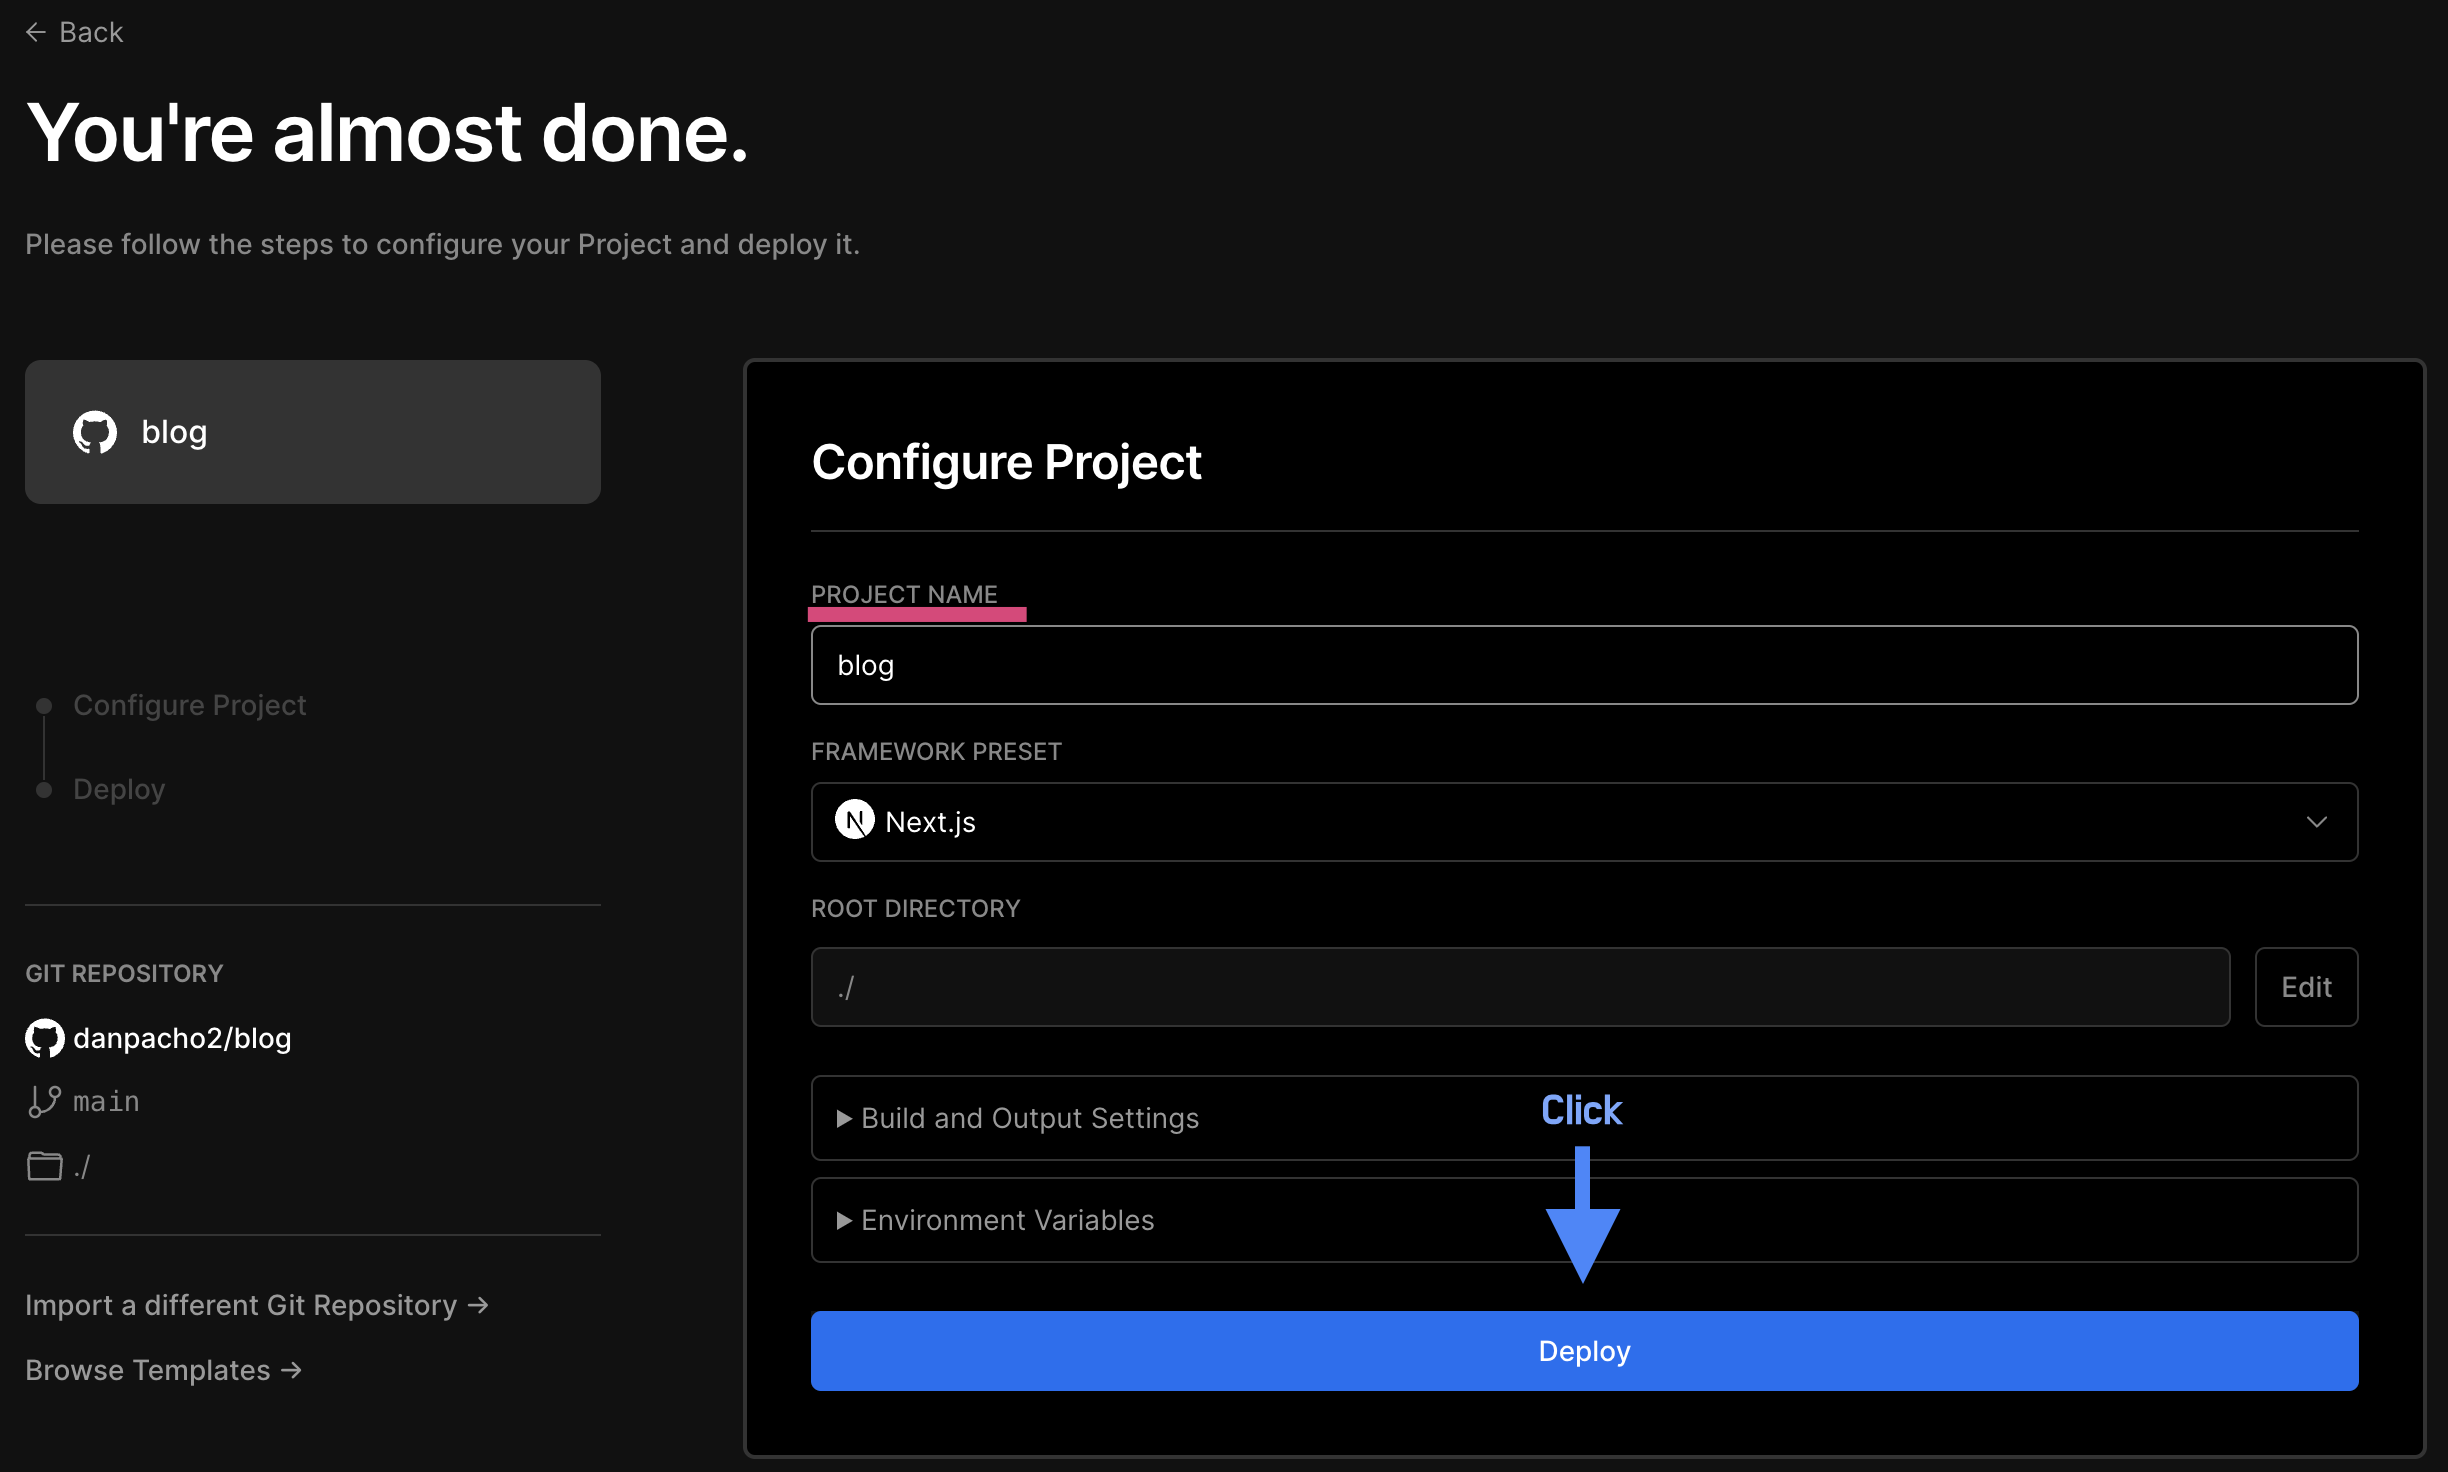 ← Back
You're almost done.
Please follow the steps to configure your Project and deploy it.
blog
Configure Project
Deploy
GIT REPOSITORY
danpacho2/blog
main
./
Import a different Git Repository →
Browse Templates →
Configure Project
PROJECT NAME
blog
FRAMEWORK PRESET
Next.js
ROOT DIRECTORY
./
Edit
Build and Output Settings
Click
Environment Variables
Deploy